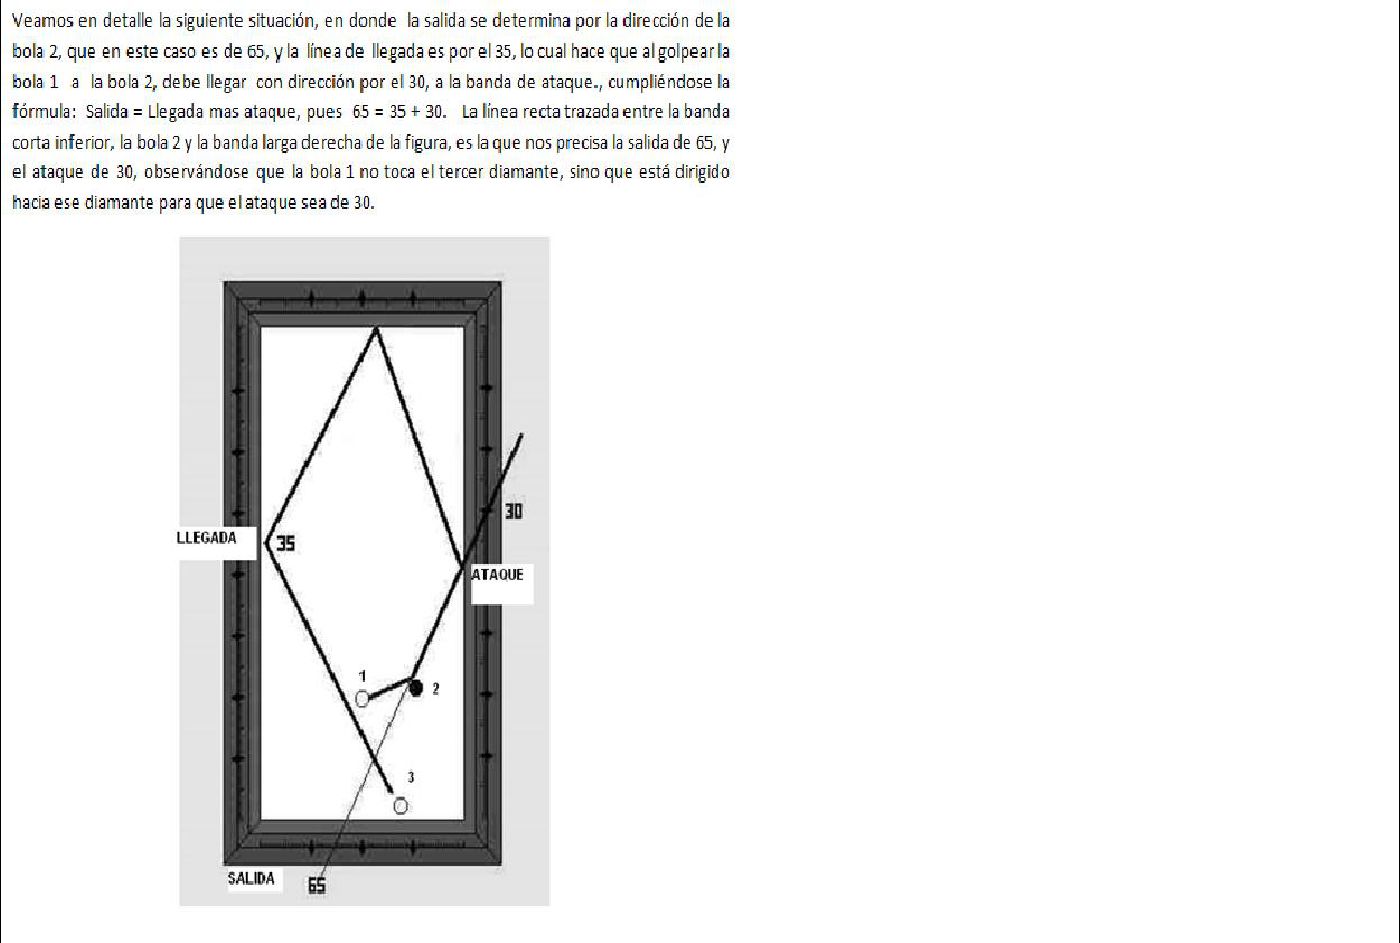 Veamos en detalle la siguiente situación, en donde la salida se determina por la dirección de la
bola 2, que en este caso es de 65, y la línea de llegada es por el 35, lo cual hace que al golpear la
bola 1 a la bola 2, debe llegar con dirección por el 30, a la banda de ataque., cumpliéndose la
fórmula: Salida = Llegada mas ataque, pues 65 = 35 + 30. La línea recta trazada entre la banda
corta inferior, la bola 2 y la banda larga derecha de la figura, es la que nos precisa la salida de 65, y
el ataque de 30, observándose que la bola 1 no toca el tercer diamante, sino que está dirigido
hacia ese diamante para que el ataque sea de 30.
30
LLEGADA
35
ATAQUE
1
2
3
SALIDA
65